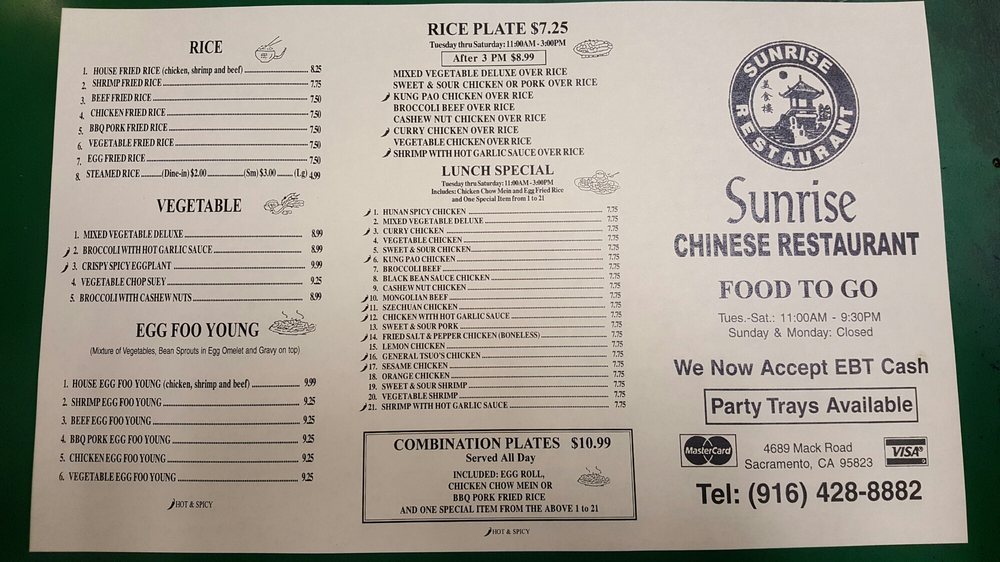 RICE
1. HOUSE FRIED RICE (chicken, shrimp and beef) 8.25
2. SHRIMP FRIED RICE 7.75
3. BEEF FRIED RICE 7.50
4. CHICKEN FRIED RICE 7.50
5. BBQ PORK FRIED RICE 7.50
6. VEGETABLE FRIED RICE 7.50
7. EGG FRIED RICE 7.50
8. STEAMED RICE (Dine-in) $2.00 (Sm) $3.00 (Lg) 4.99
VEGETABLE
1. MIXED VEGETABLE DELUXE 8.99
2. BROCCOLI WITH HOT GARLIC SAUCE 8.99
3. CRISPY SPICY EGGPLANT 9.99
4. VEGETABLE CHOP SUEY 9.25
5. BROCCOLI WITH CASHEW NUTS 8.99
EGG FOO YOUNG
(Mixture of Vegetables, Bean Sprouts in Egg Omelet and Gravy on top)
1. HOUSE EGG FOO YOUNG (chicken, shrimp and beef) 9.99
2. SHRIMP EGG FOO YOUNG 9.25
3. BEEF EGG FOO YOUNG 9.25
4. BBQ PORK EGG FOO YOUNG 9.25
5. CHICKEN EGG FOO YOUNG 9.25
6. VEGETABLE EGG FOO YOUNG 9.25
HOT & SPICY
RICE PLATE $7.25
Tuesday thru Saturday: 11:00AM - 3:00PM
After 3 PM $8.99
MIXED VEGETABLE DELUXE OVER RICE
SWEET & SOUR CHICKEN OR PORK OVER RICE
KUNG PAO CHICKEN OVER RICE
BROCCOLI BEEF OVER RICE
CASHEW NUT CHICKEN OVER RICE
CURRY CHICKEN OVER RICE
VEGETABLE CHICKEN OVER RICE
SHRIMP WITH HOT GARLIC SAUCE OVER RICE
LUNCH SPECIAL
Tuesday thru Saturday: 11:00AM - 3:00PM
Includes: Chicken Chow Mein and Egg Fried Rice
and One Special Item from 1 to 21
1. HUNAN SPICY CHICKEN 7.75
2. MIXED VEGETABLE DELUXE 7.75
3. CURRY CHICKEN 7.75
4. VEGETABLE CHICKEN 7.75
5. SWEET & SOUR CHICKEN 7.75
6. KUNG PAO CHICKEN 7.75
7. BROCCOLI BEEF 7.75
8. BLACK BEAN SAUCE CHICKEN 7.75
9. CASHEW NUT CHICKEN 7.75
10. MONGOLIAN BEEF 7.75
11. SZECHUAN CHICKEN 7.75
12. CHICKEN WITH HOT GARLIC SAUCE 7.75
13. SWEET & SOUR PORK 7.75
14. FRIED SALT & PEPPER CHICKEN (BONELESS) 7.75
15. LEMON CHICKEN 7.75
16. GENERAL TSUO'S CHICKEN 7.75
17. SESAME CHICKEN 7.75
18. ORANGE CHICKEN 7.75
19. SWEET & SOUR SHRIMP 7.75
20. VEGETABLE SHRIMP 7.75
21. SHRIMP WITH HOT GARLIC SAUCE 7.75
COMBINATION PLATES $10.99
Served All Day
INCLUDED: EGG ROLL,
CHICKEN CHOW MEIN OR
BBQ PORK FRIED RICE
AND ONE SPECIAL ITEM FROM THE ABOVE 1 to 21
HOT & SPICY
SUNRISE
美食樓
RESTAURANT
Sunrise
CHINESE RESTAURANT
FOOD TO GO
Tues.-Sat.: 11:00AM - 9:30PM
Sunday & Monday: Closed
We Now Accept EBT Cash
Party Trays Available
MasterCard
4689 Mack Road
Sacramento, CA 95823
VISA
Tel: (916) 428-8882